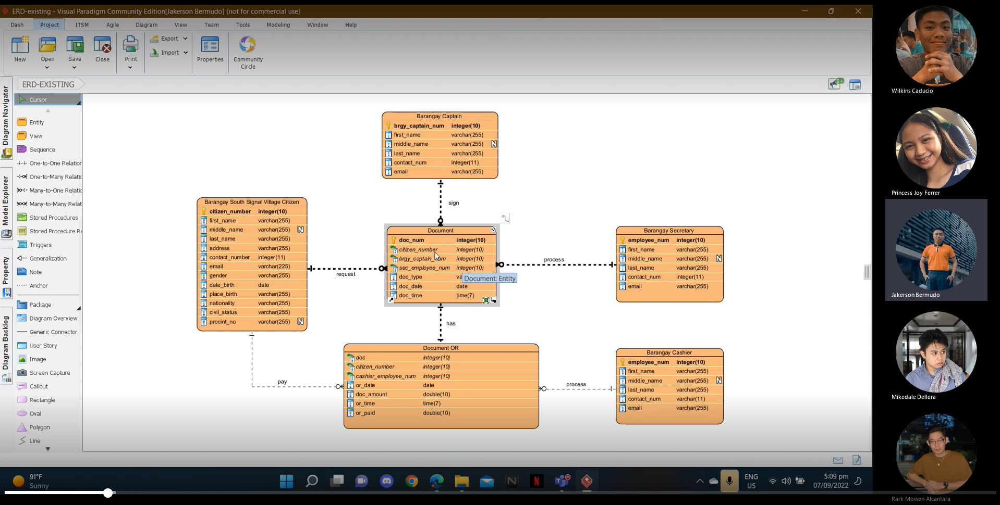 ERD-existing - Visual Paradigm Community Edition[Jakerson Bermudo] (not for commercial use)
Dash Project ITSM Agile Diagram View Team Tools Modeling Window Help
New Open Save Close Print Export Import Properties Community Circle
ERD-EXISTING
Diagram Navigator
Model Explorer
Property
Diagram Backlog
Cursor
Entity
View
Sequence
One-to-One Relation
One-to-Many Relatio
Many-to-One Relatio
Many-to-Many Relat
Stored Procedures
Stored Procedure Re
Triggers
Generalization
Note
Anchor
Package
Diagram Overview
Generic Connector
User Story
Image
Screen Capture
Callout
Rectangle
Oval
Polygon
Line
Barangay Captain
brgy_captain_num integer(10)
first_name varchar(255)
middle_name varchar(255) N
last_name varchar(255)
contact_num integer(11)
email varchar(255)
sign
Barangay South Signal Village Citizen
citizen_number integer(10)
first_name varchar(255)
middle_name varchar(255) N
last_name varchar(255)
address varchar(255)
contact_number integer(11)
email varchar(225)
gender varchar(255)
date_birth date
place_birth varchar(255)
nationality varchar(255)
civil_status varchar(255)
precint_no varchar(255) N
request
Document
doc_num integer(10)
citizen_number integer(10)
brgy_captain_num integer(10)
sec_employee_num integer(10)
doc_type va
Document: Entity
doc_date date
doc_time time(7)
process
Barangay Secretary
employee_num integer(10)
first_name varchar(255)
middle_name varchar(255) N
last_name varchar(255)
contact_num integer(11)
email varchar(255)
has
pay
Document OR
doc integer(10)
citizen_number integer(10)
cashier_employee_num integer(10)
or_date date
doc_amount double(10)
or_time time(7)
or_paid double(10)
process
Barangay Cashier
employee_num integer(10)
first_name varchar(255)
middle_name varchar(255) N
last_name varchar(255)
contact_num varchar(11)
email varchar(255)
Wilkins Caducio
Princess Joy Ferrer
Jakerson Bermudo
Mikedale Dellera
Rark Mowen Alcantara
9+
91°F
Sunny
ENG
US
5:09 pm
07/09/2022